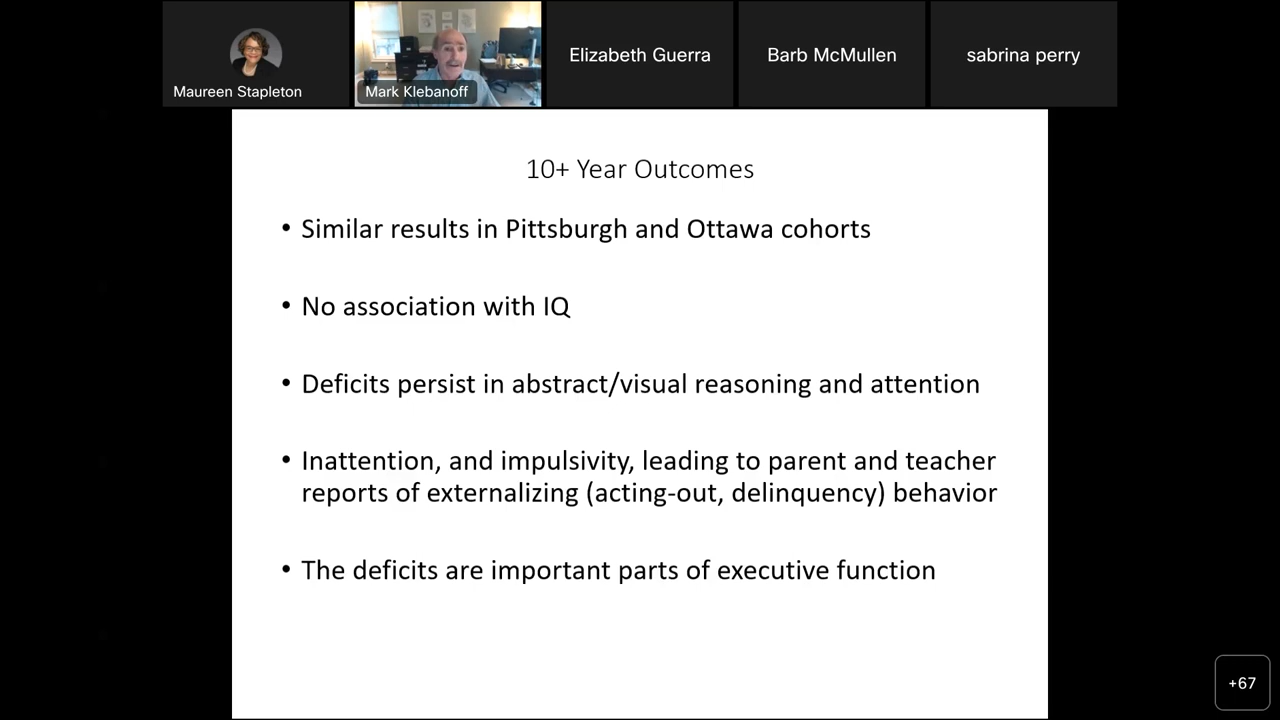 Maureen Stapleton
Mark Klebanoff
Elizabeth Guerra
Barb McMullen
sabrina perry
10+ Year Outcomes
• Similar results in Pittsburgh and Ottawa cohorts
• No association with IQ
• Deficits persist in abstract/visual reasoning and attention
• Inattention, and impulsivity, leading to parent and teacher
reports of externalizing (acting-out, delinquency) behavior
• The deficits are important parts of executive function
+67